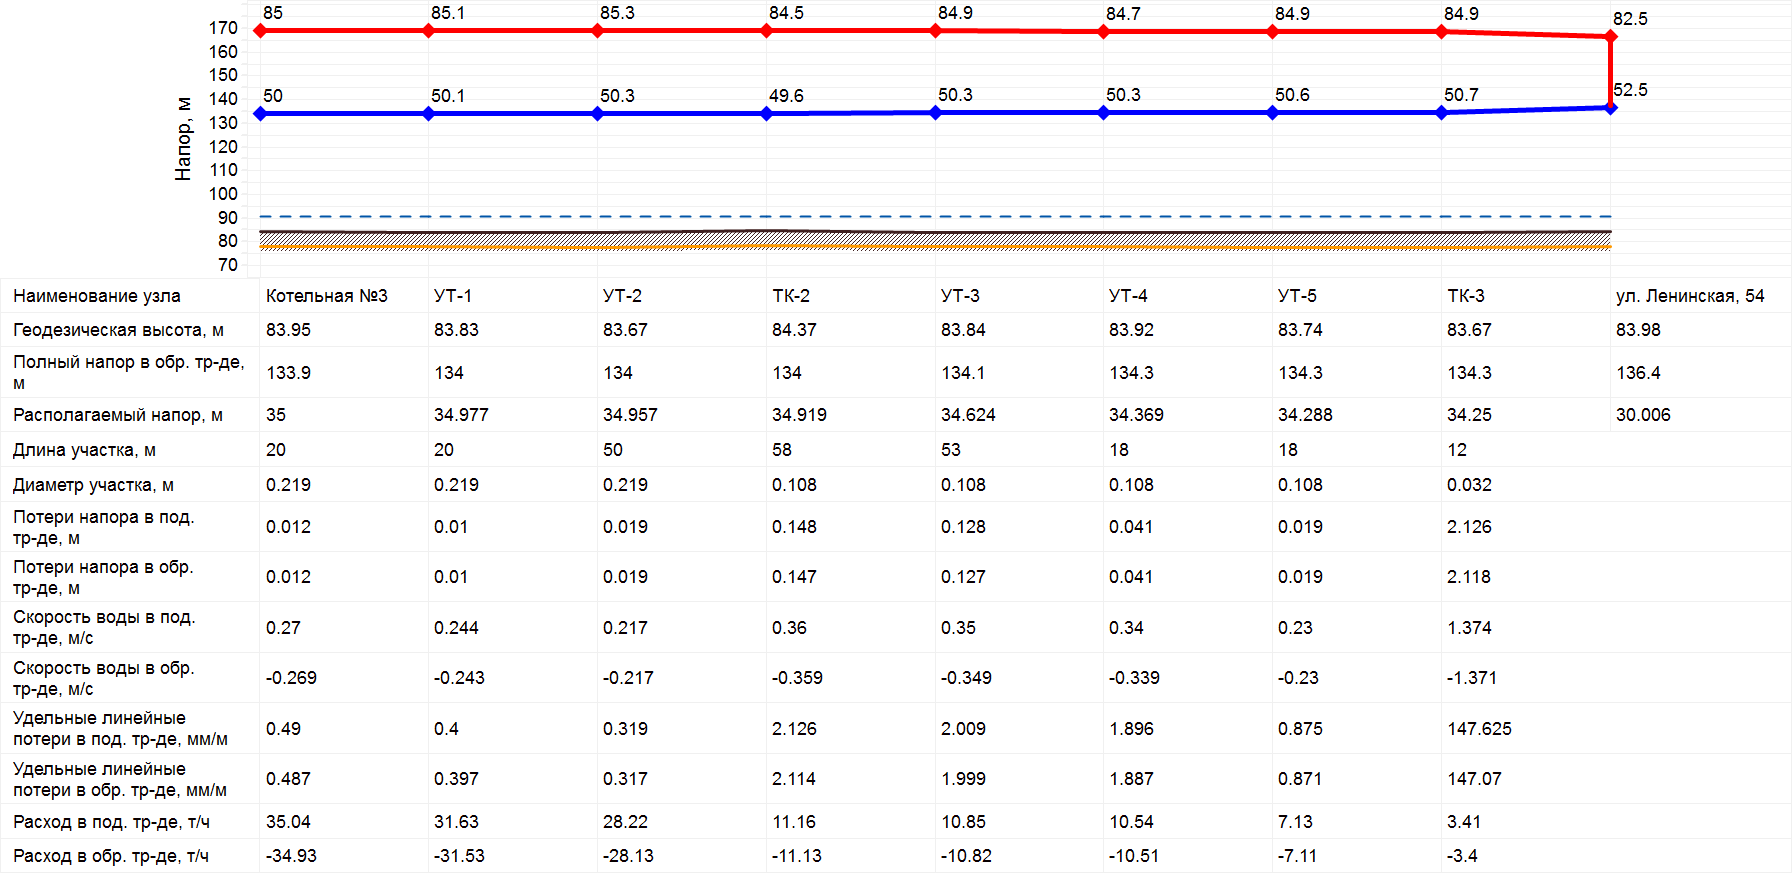 85 85.1 85.3 84.5 84.9 84.7 84.9 84.9 82.5
170
160
150
50 50.1 50.3 49.6 50.3 50.3 50.6 50.7 52.5
140
130
120
110
100
90
80
70
Напор, м
Наименование узла Котельная №3 УТ-1 УТ-2 ТК-2 УТ-3 УТ-4 УТ-5 ТК-3 ул. Ленинская, 54
Геодезическая высота, м 83.95 83.83 83.67 84.37 83.84 83.92 83.74 83.67 83.98
Полный напор в обр. тр-де,
м 133.9 134 134 134 134.1 134.3 134.3 134.3 136.4
Располагаемый напор, м 35 34.977 34.957 34.919 34.624 34.369 34.288 34.25 30.006
Длина участка, м 20 20 50 58 53 18 18 12
Диаметр участка, м 0.219 0.219 0.219 0.108 0.108 0.108 0.108 0.032
Потери напора в под.
тр-де, м 0.012 0.01 0.019 0.148 0.128 0.041 0.019 2.126
Потери напора в обр.
тр-де, м 0.012 0.01 0.019 0.147 0.127 0.041 0.019 2.118
Скорость воды в под.
тр-де, м/с 0.27 0.244 0.217 0.36 0.35 0.34 0.23 1.374
Скорость воды в обр.
тр-де, м/с -0.269 -0.243 -0.217 -0.359 -0.349 -0.339 -0.23 -1.371
Удельные линейные
потери в под. тр-де, мм/м 0.49 0.4 0.319 2.126 2.009 1.896 0.875 147.625
Удельные линейные
потери в обр. тр-де, мм/м 0.487 0.397 0.317 2.114 1.999 1.887 0.871 147.07
Расход в под. тр-де, т/ч 35.04 31.63 28.22 11.16 10.85 10.54 7.13 3.41
Расход в обр. тр-де, т/ч -34.93 -31.53 -28.13 -11.13 -10.82 -10.51 -7.11 -3.4